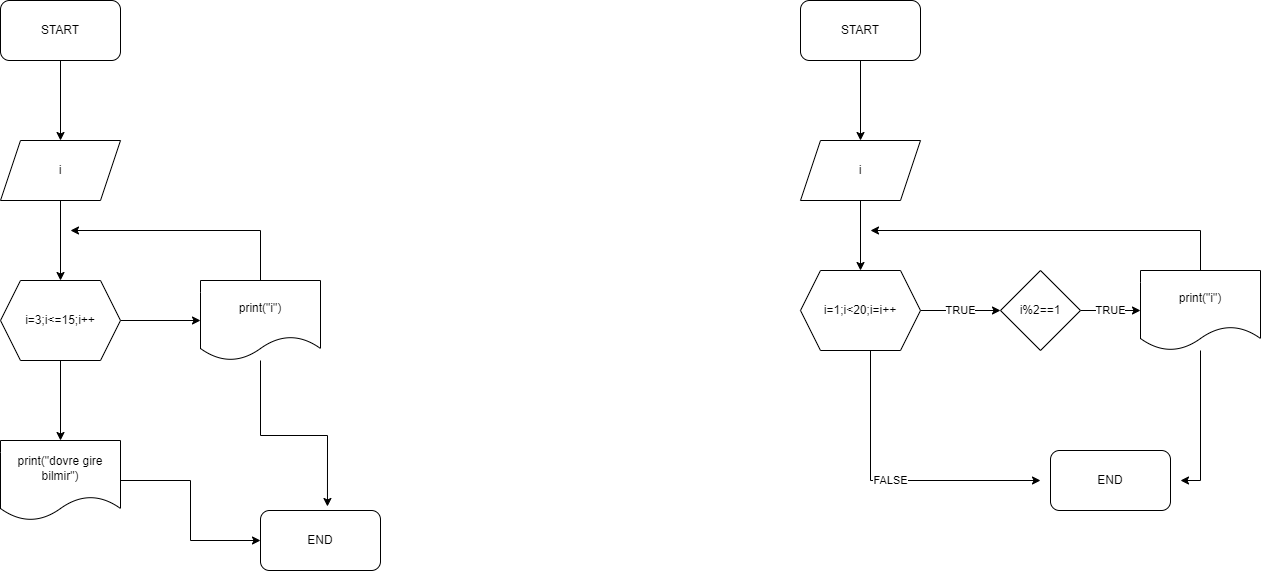 START
i
i=3;i<=15;i++
print("i")
print("dovre gire
bilmir")
END
START
i
i=1;i<20;i=i++
TRUE
i%2==1
TRUE
print("i")
FALSE
END